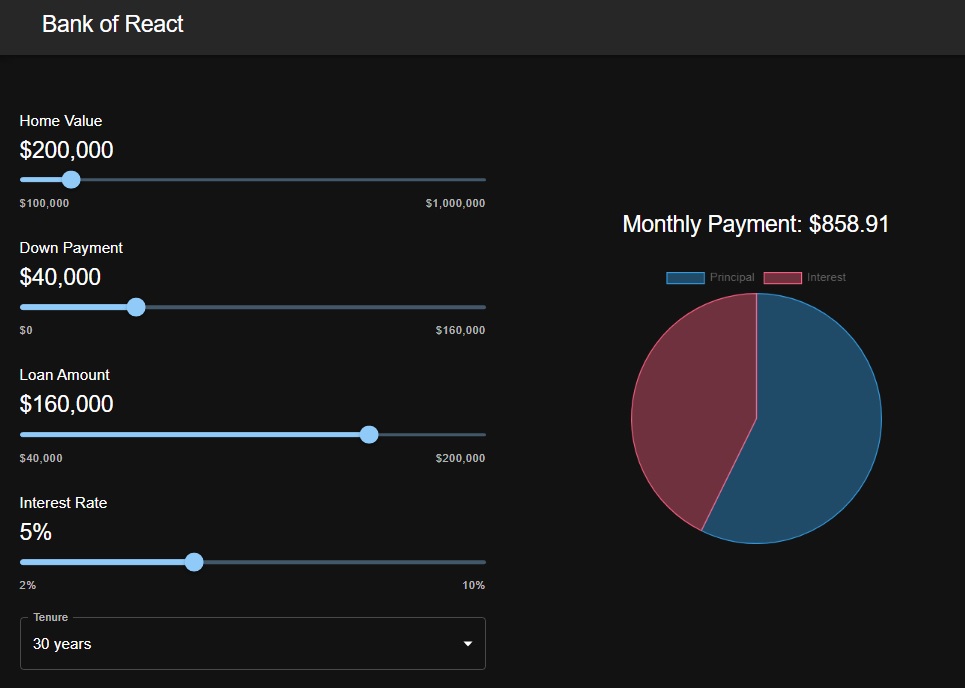 Bank of React
Home Value
$200,000
$100,000 $1,000,000
Down Payment
$40,000
$0 $160,000
Loan Amount
$160,000
$40,000 $200,000
Interest Rate
5%
2% 10%
Tenure
30 years
Monthly Payment: $858.91
Principal Interest